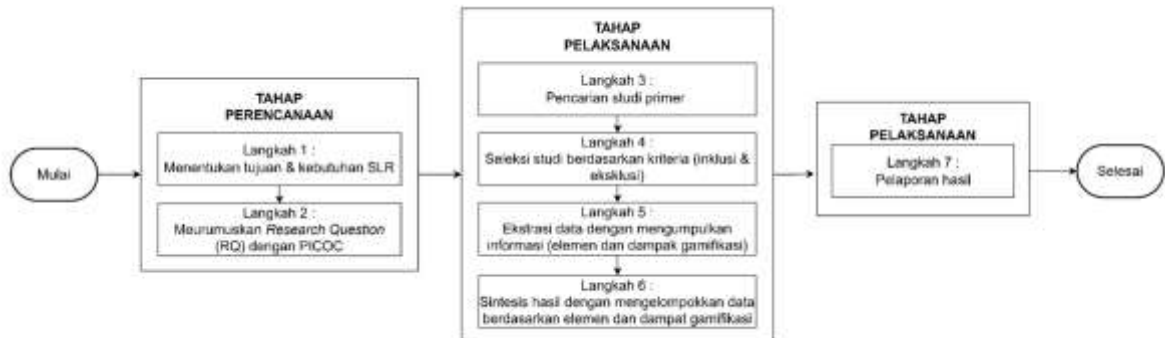 Mulai
TAHAP
PERENCANAAN
Langkah 1 :
Menentukan tujuan & kebutuhan SLR
Langkah 2 :
Meurumuskan Research Question
(RQ) dengan PICOC
TAHAP
PELAKSANAAN
Langkah 3 :
Pencarian studi primer
Langkah 4 :
Seleksi studi berdasarkan kriteria (inklusi &
eksklusi)
Langkah 5 :
Ekstrasi data dengan mengumpulkan
informasi (elemen dan dampak gamifikasi)
Langkah 6 :
Sintesis hasil dengan mengelompokkan data
berdasarkan elemen dan dampat gamifikasi
TAHAP
PELAKSANAAN
Langkah 7 :
Pelaporan hasil
Selesai